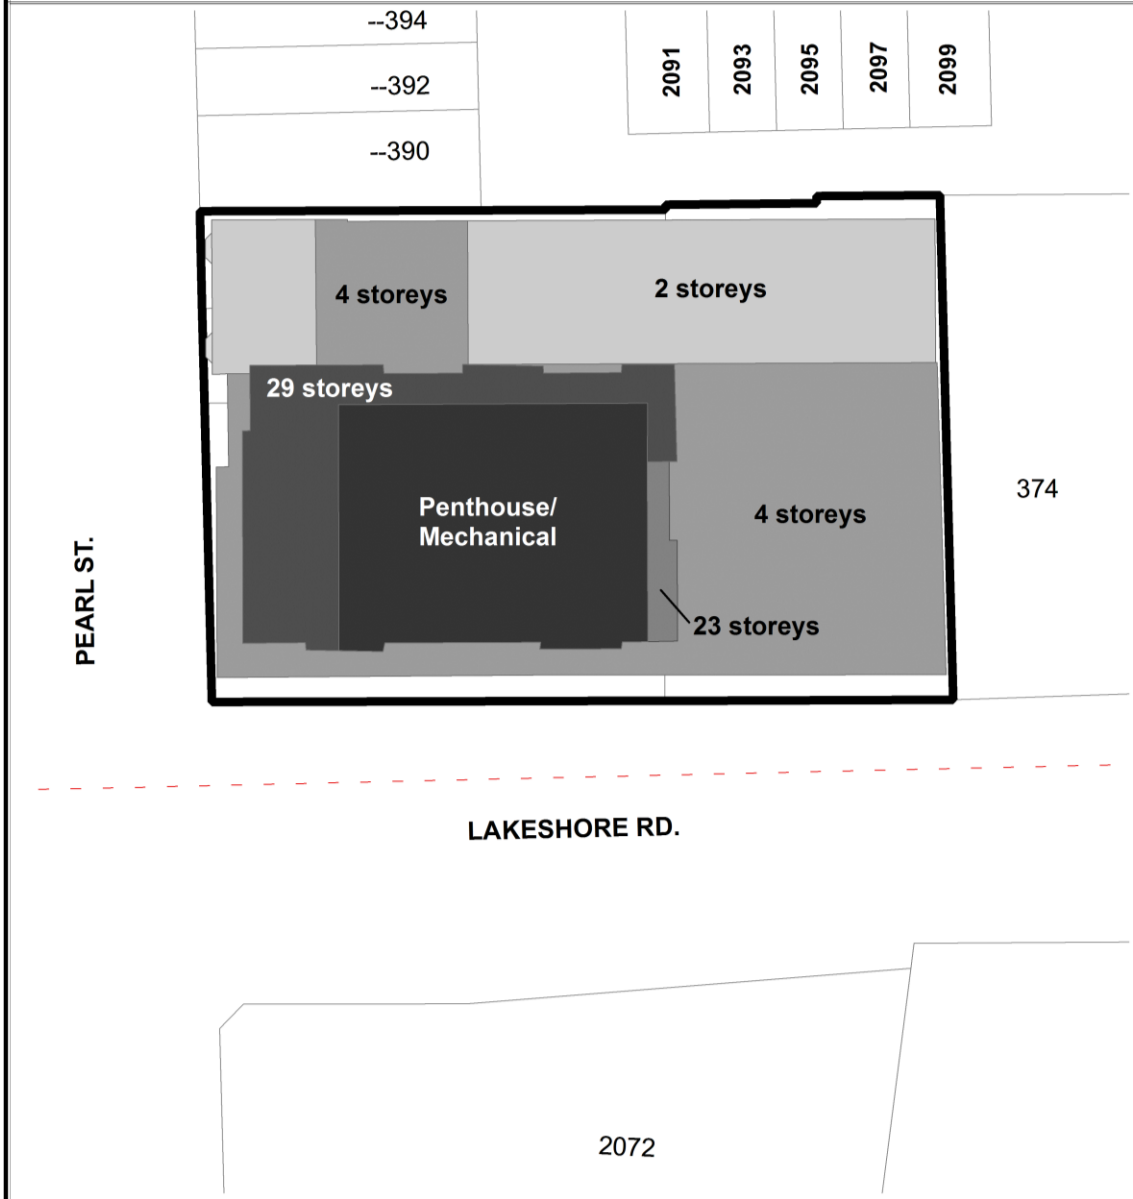 --394
--392
--390
2091
2093
2095
2097
2099
4 storeys
2 storeys
29 storeys
Penthouse/
Mechanical
4 storeys
374
23 storeys
PEARL ST.
LAKESHORE RD.
2072